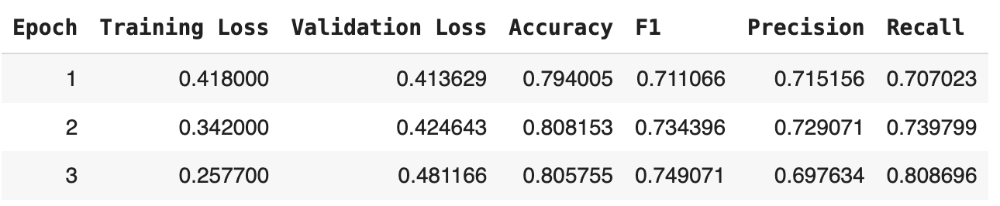 Epoch Training Loss Validation Loss Accuracy F1 Precision Recall
1 0.418000 0.413629 0.794005 0.711066 0.715156 0.707023
2 0.342000 0.424643 0.808153 0.734396 0.729071 0.739799
3 0.257700 0.481166 0.805755 0.749071 0.697634 0.808696